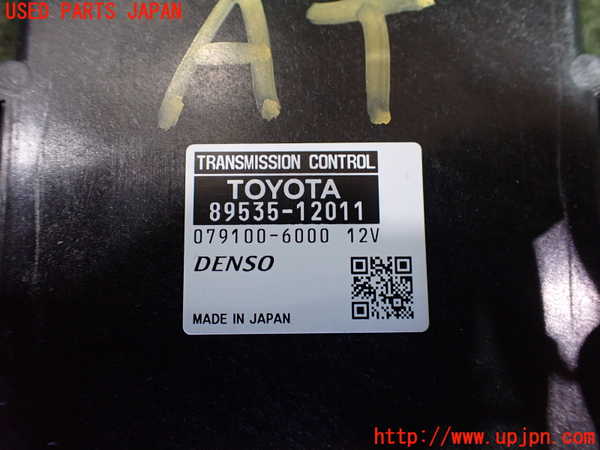 USED PARTS JAPAN
AT
TRANSMISSION CONTROL
TOYOTA
89535-12011
079100-6000 12V
DENSO
MADE IN JAPAN
http://www.upjpn.com/